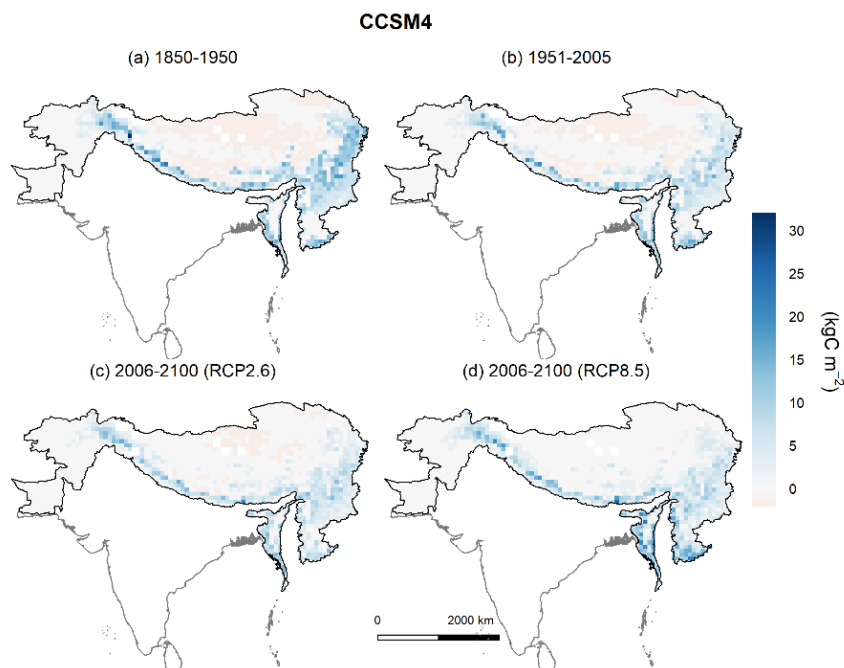 CCSM4
(a) 1850-1950
(b) 1951-2005
(c) 2006-2100 (RCP2.6)
(d) 2006-2100 (RCP8.5)
30
25
20
15
10
5
0
(kgC m⁻²)
0 2000 km